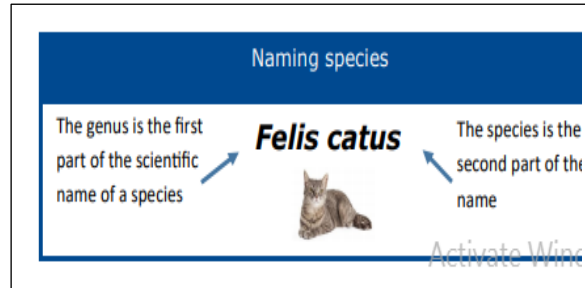 Naming species
The genus is the first
part of the scientific
name of a species
Felis catus
The species is the
second part of the
name
Activate Wind